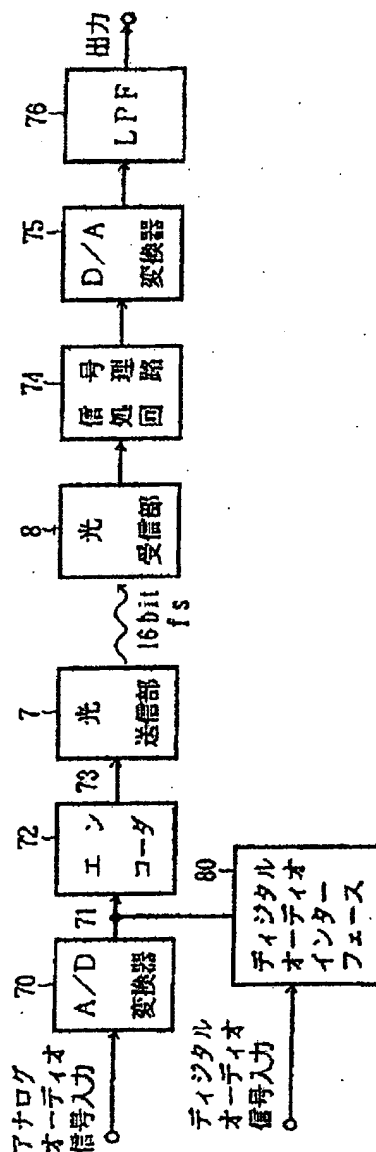 アナログ
オーディオ
信号入力
70
A/D
変換器
71
72
エン
コーダ
73
7
光
送信部
16bit
fs
8
光
受信部
74
信号
処理
回路
75
D/A
変換器
76
LPF
出力
ディジタル
オーディオ
信号入力
80
ディジタル
オーディオ
インター
フェース